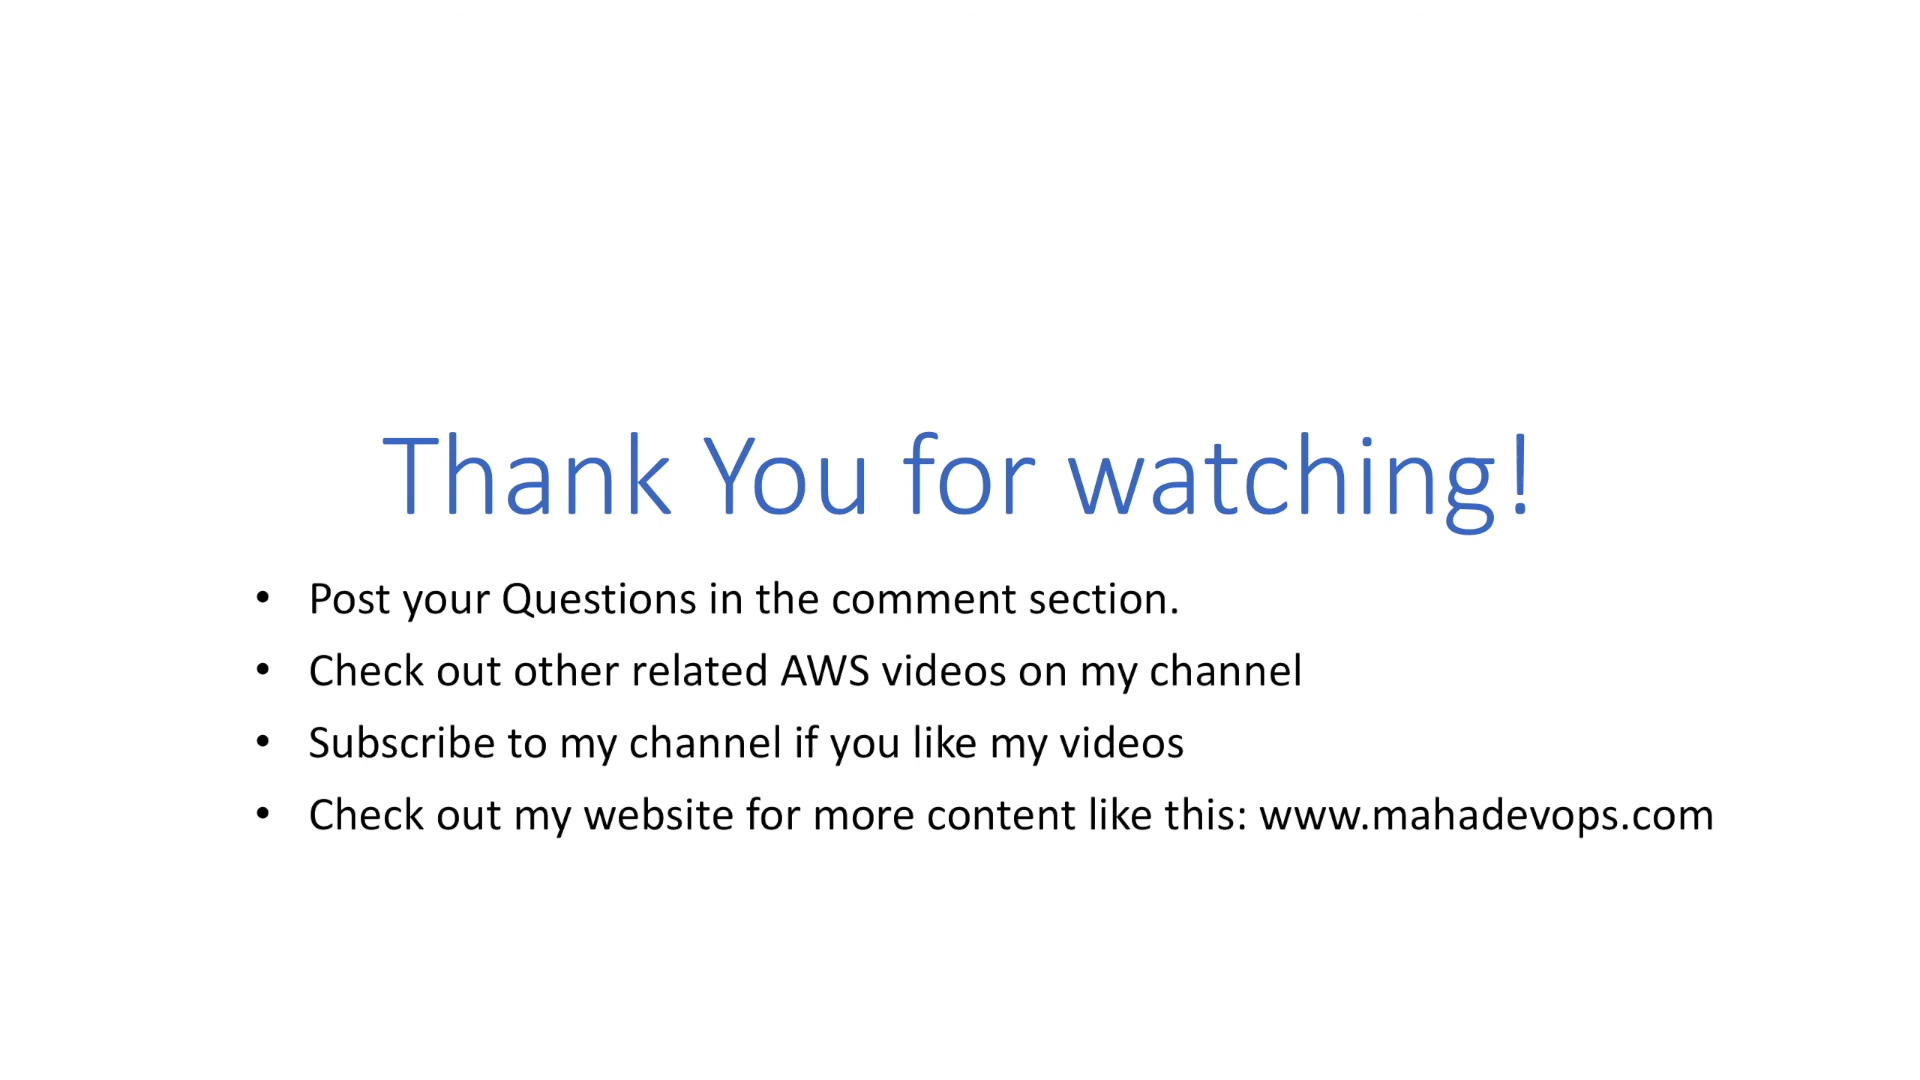 Thank You for watching!
• Post your Questions in the comment section.
• Check out other related AWS videos on my channel
• Subscribe to my channel if you like my videos
• Check out my website for more content like this: www.mahadevops.com